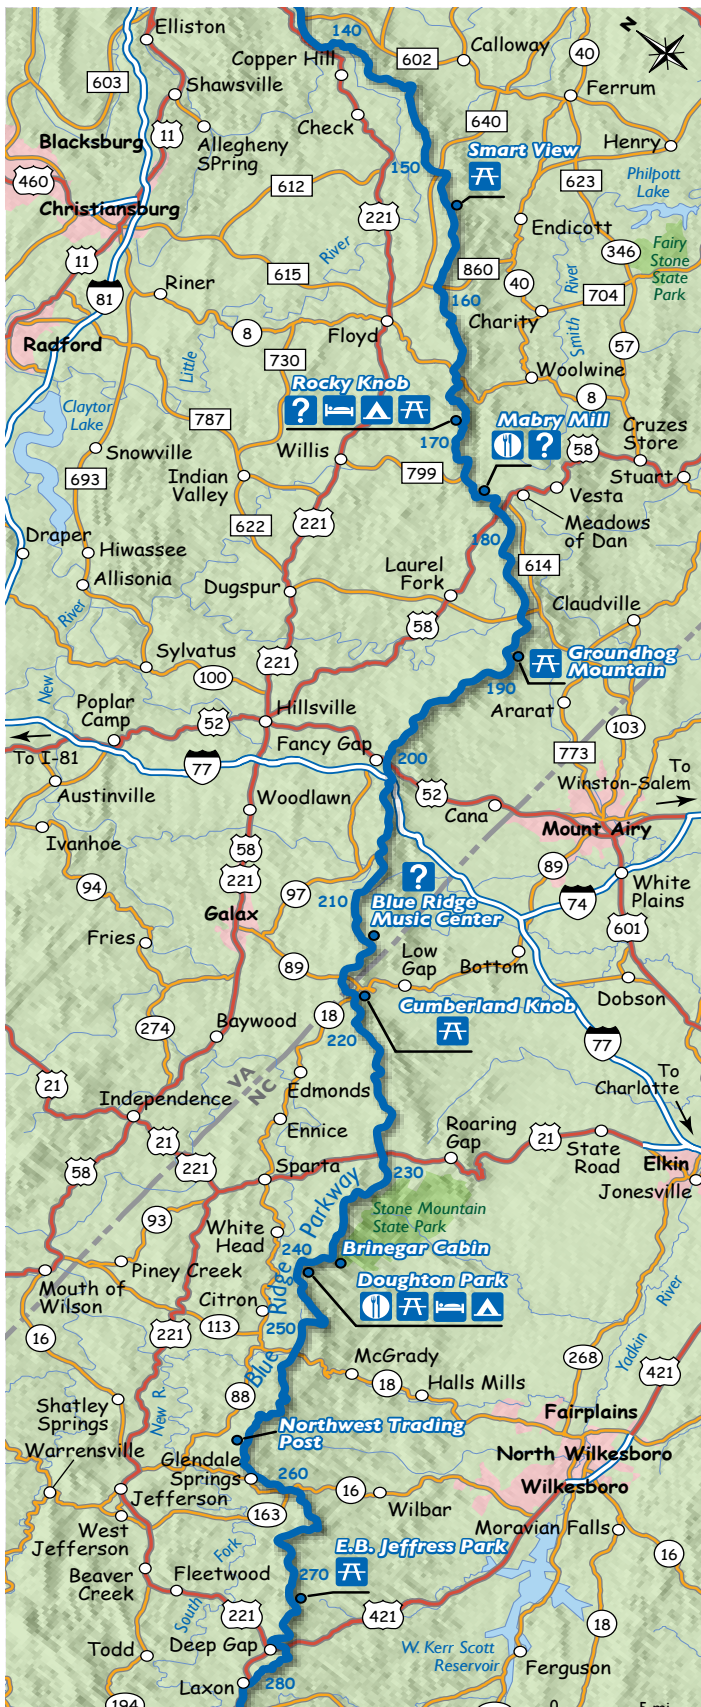 Elliston
140
N
Calloway
602
40
Copper Hill
603
Shawsville
Ferrum
640
Check
11
Blacksburg
Allegheny
SPring
Henry
Smart View
150
460
612
623
Philpott
Lake
Christiansburg
221
Endicott
346
Fairy
Stone
State
Park
River
11
615
860
River
40
704
81
Riner
160
Charity
Smith
Floyd
8
57
Radford
730
Little
Woolwine
Rocky Knob
?
8
Claytor
Lake
787
Mabry Mill
?
Cruzes
Store
170
58
Snowville
Willis
799
Stuart
693
Indian
Valley
Vesta
Meadows
of Dan
221
622
180
Draper
Hiwassee
Laurel
Fork
614
Allisonia
Dugspur
Claudville
River
58
Sylvatus
221
Groundhog
Mountain
100
190
New
Poplar
Camp
52
Hillsville
Ararat
103
Fancy Gap
200
773
To I-81
77
To
Winston-Salem
Austinville
Woodlawn
52
Cana
Mount Airy
Ivanhoe
58
221
?
89
94
97
White
Plains
210
Blue Ridge
Music Center
74
Galax
601
Fries
89
Low
Gap
Bottom
Dobson
Cumberland Knob
18
274
Baywood
220
77
VA
NC
21
Edmonds
To
Charlotte
Independence
Ennice
Roaring
Gap
21
21
State
Road
58
221
Elkin
Sparta
230
Jonesville
Parkway
Stone Mountain
State Park
93
White
Head
240
Brinegar Cabin
Piney Creek
Doughton Park
Mouth of
Wilson
Ridge
Citron
River
113
250
221
16
268
Yadkin
Blue
McGrady
421
88
18
Halls Mills
Shatley
Springs
New R.
Fairplains
Northwest Trading
Post
Warrensville
North Wilkesboro
Glendale
Springs
260
Wilkesboro
16
Jefferson
163
Wilbar
West
Jefferson
Moravian Falls
E.B. Jeffress Park
Fork
16
Beaver
Creek
270
Fleetwood
South
221
421
18
Todd
Deep Gap
W. Kerr Scott
Reservoir
Ferguson
Laxon
280
194
0
5 mi